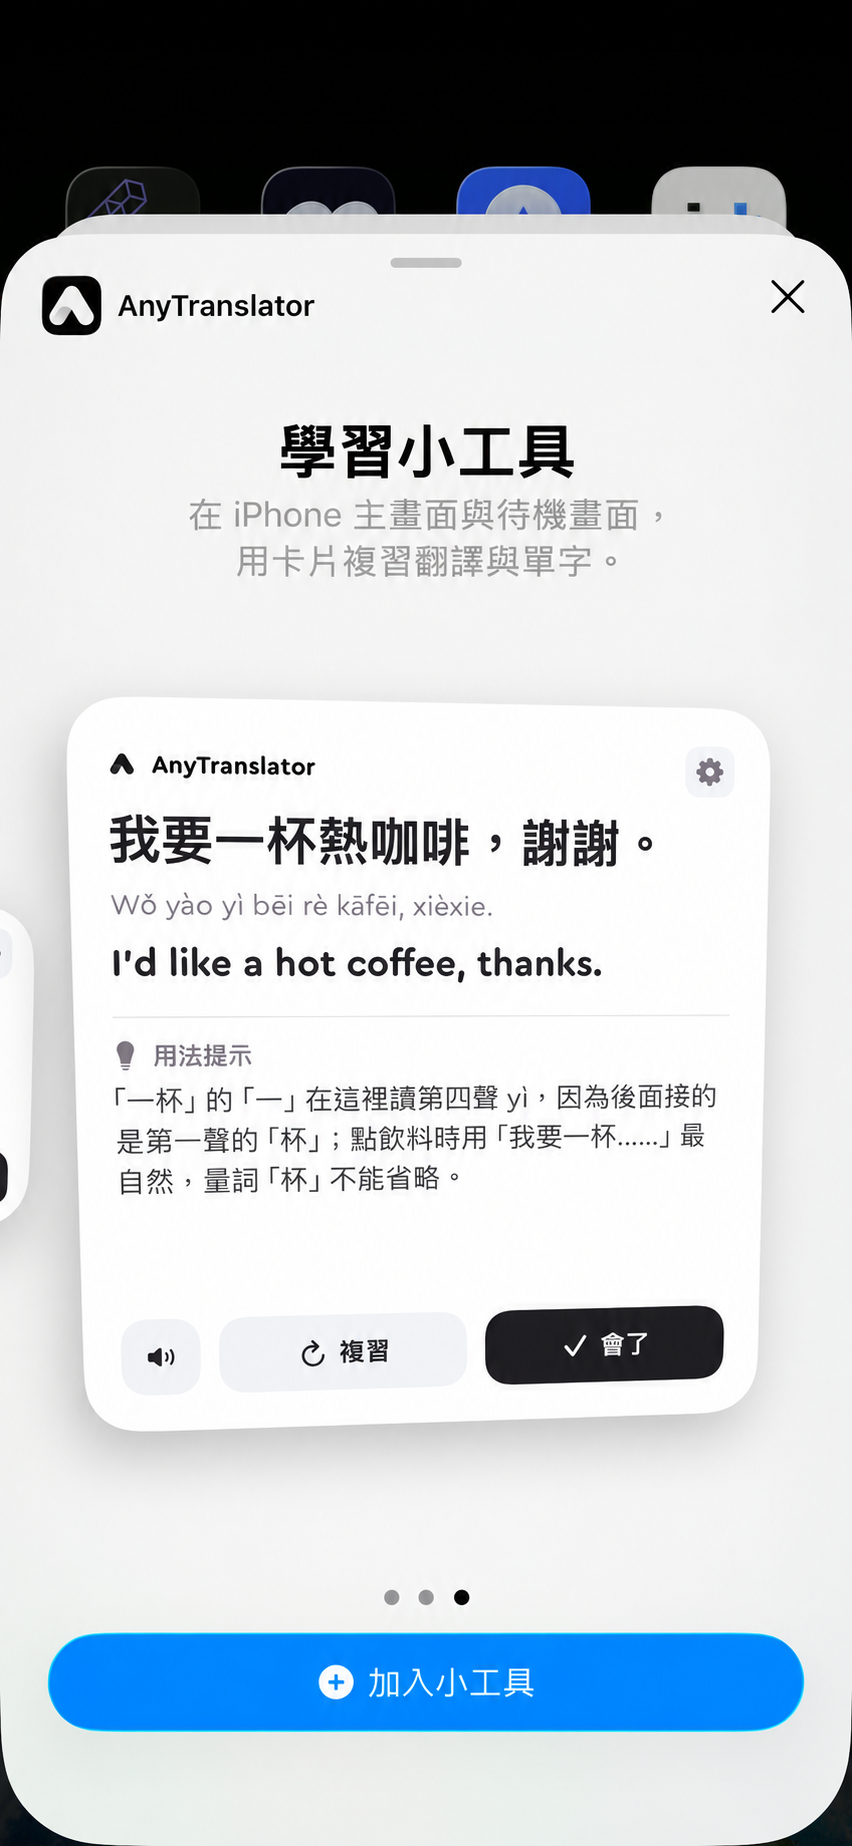 AnyTranslator
學習小工具
在 iPhone 主畫面與待機畫面，
用卡片複習翻譯與單字。
AnyTranslator
我要一杯熱咖啡，謝謝。
Wǒ yào yì bēi rè kāfēi, xièxie.
I'd like a hot coffee, thanks.
用法提示
「一杯」的「一」在這裡讀第四聲 yì，因為後面接的
是第一聲的「杯」；點飲料時用「我要一杯……」最
自然，量詞「杯」不能省略。
複習
會了
加入小工具